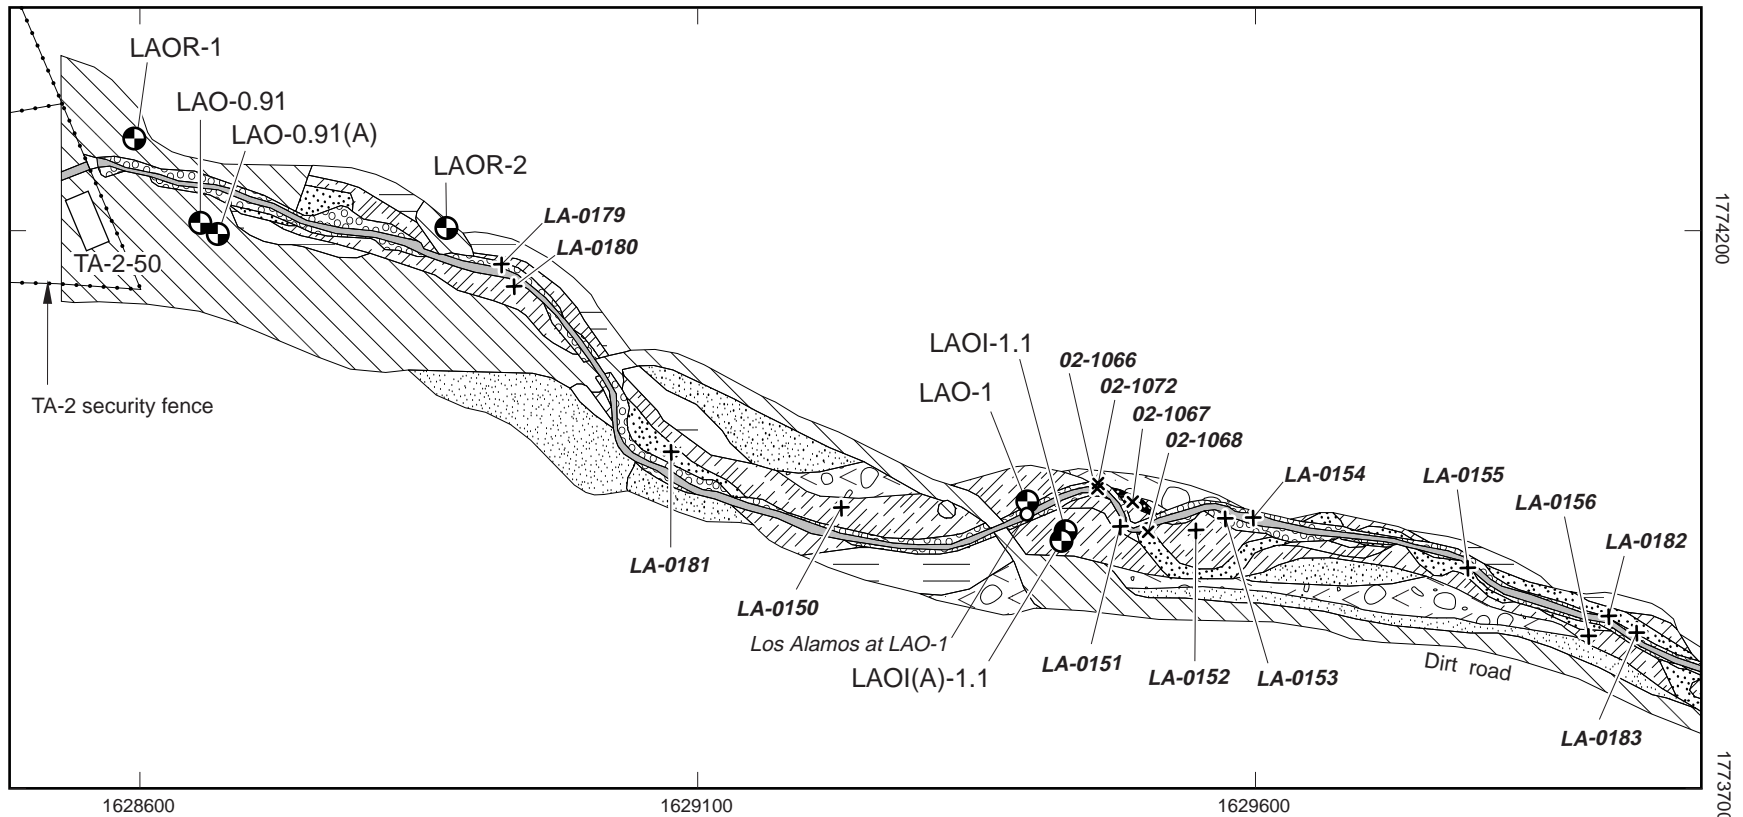 LAOR-1
LAO-0.91
LAO-0.91(A)
LAOR-2
LA-0179
LA-0180
TA-2-50
1774200
TA-2 security fence
LAOI-1.1
02-1066
LAO-1
02-1072
02-1067
02-1068
LA-0154
LA-0155
LA-0156
LA-0182
LA-0181
LA-0150
Los Alamos at LAO-1
LAOI(A)-1.1
LA-0151
LA-0152
LA-0153
Dirt road
LA-0183
1773700
1628600
1629100
1629600